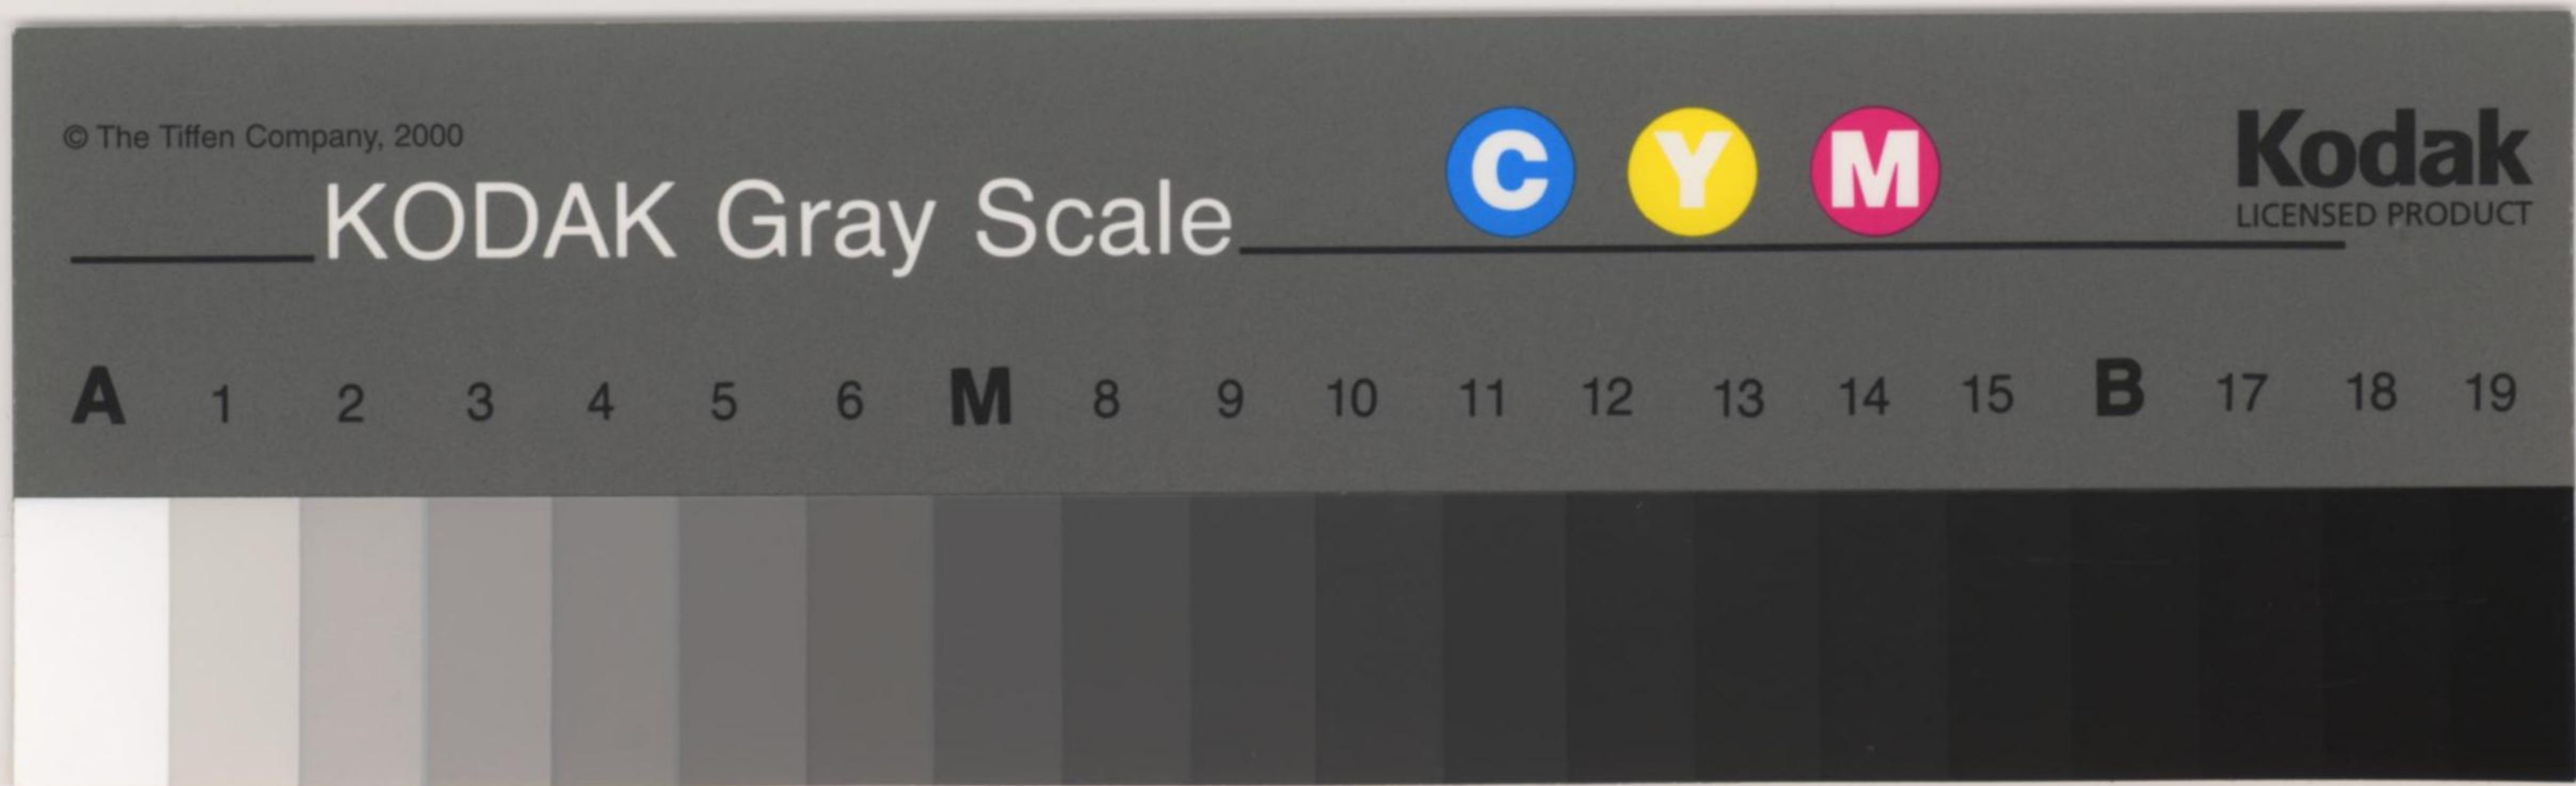 © The Tiffen Company, 2000
KODAK Gray Scale
C Y M
Kodak
LICENSED PRODUCT
A 1 2 3 4 5 6 M 8 9 10 11 12 13 14 15 B 17 18 19